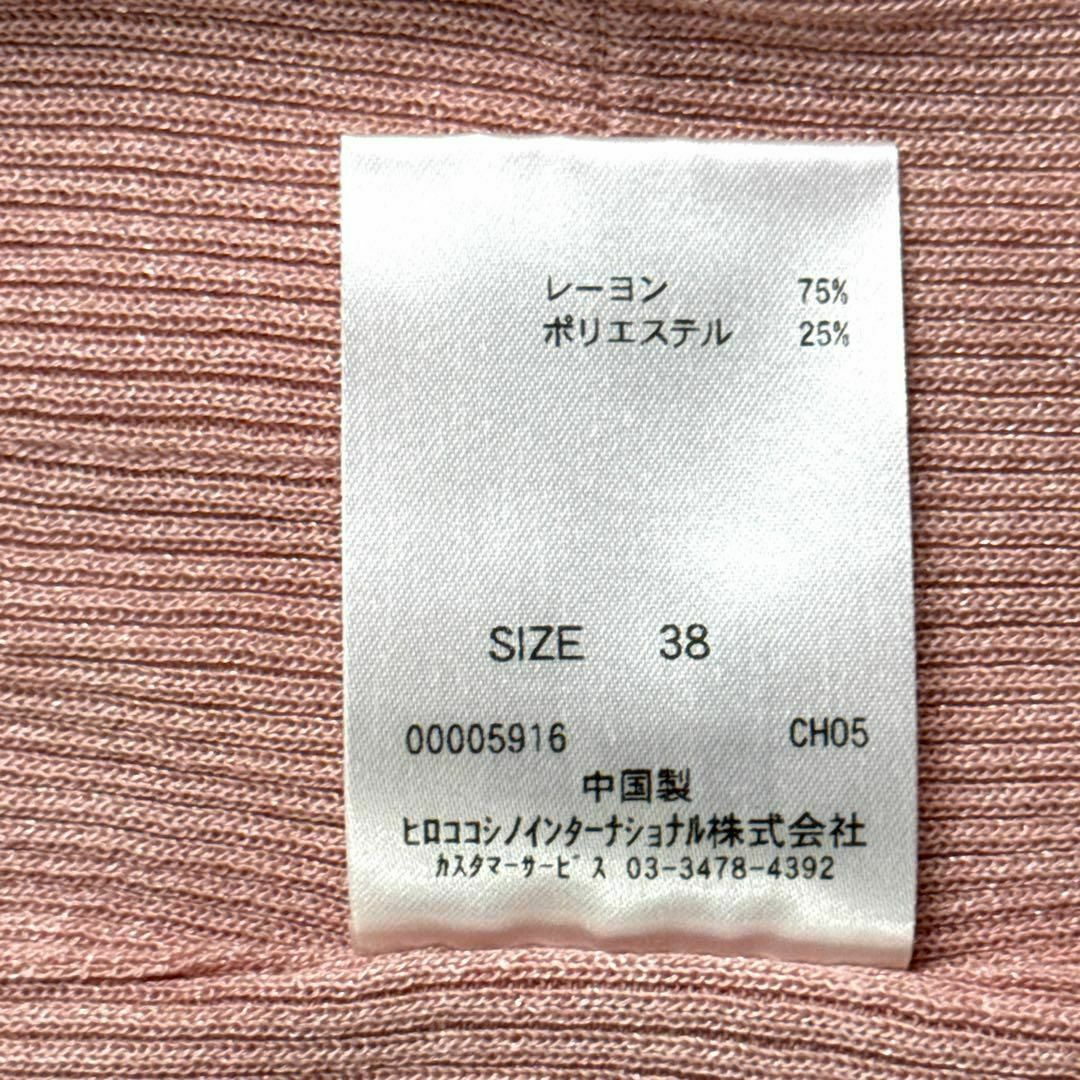 レーヨン 75%
ポリエステル 25%
SIZE 38
00005916 CH05
中国製
ﾋﾛｺｺｼﾉｲﾝﾀｰﾅｼｮﾅﾙ株式会社
ｶｽﾀﾏｰｻｰﾋﾞｽ 03-3478-4392